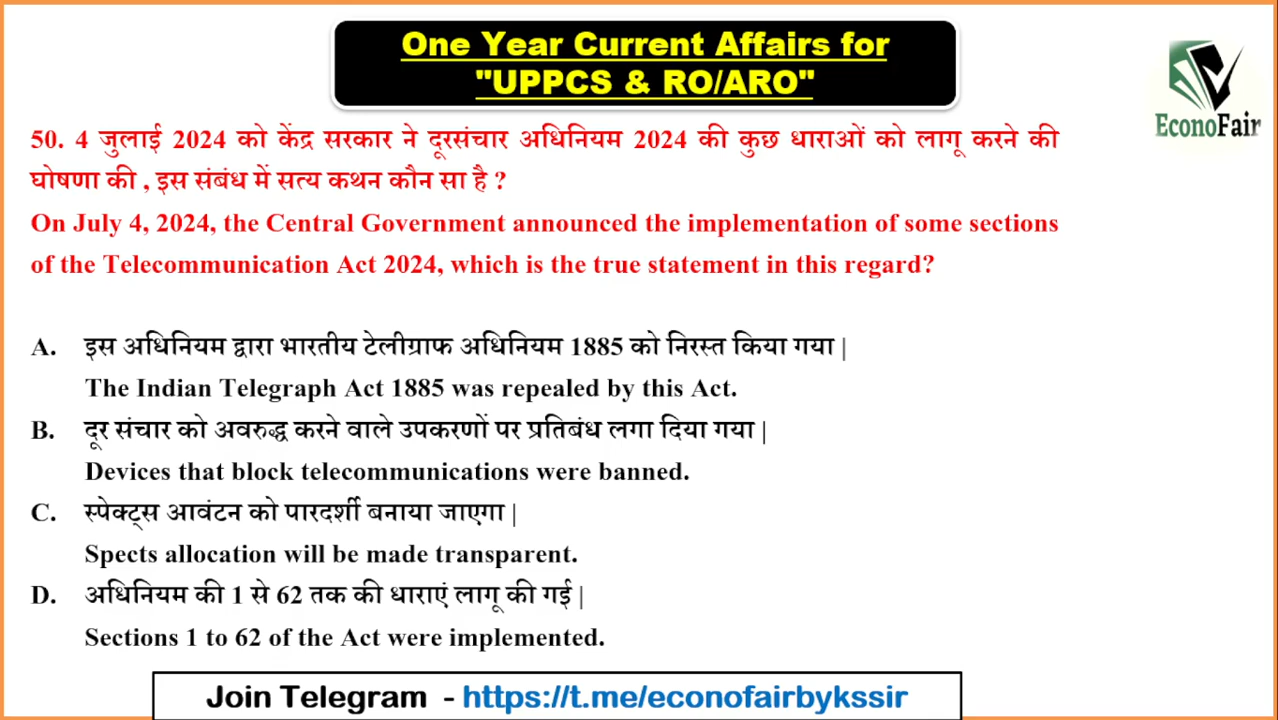 One Year Current Affairs for
"UPPCS & RO/ARO"
EconoFair
50. 4 जुलाई 2024 को केंद्र सरकार ने दूरसंचार अधिनियम 2024 की कुछ धाराओं को लागू करने की
घोषणा की , इस संबंध में सत्य कथन कौन सा है ?
On July 4, 2024, the Central Government announced the implementation of some sections
of the Telecommunication Act 2024, which is the true statement in this regard?
A. इस अधिनियम द्वारा भारतीय टेलीग्राफ अधिनियम 1885 को निरस्त किया गया |
The Indian Telegraph Act 1885 was repealed by this Act.
B. दूर संचार को अवरुद्ध करने वाले उपकरणों पर प्रतिबंध लगा दिया गया |
Devices that block telecommunications were banned.
C. स्पेक्ट्स आवंटन को पारदर्शी बनाया जाएगा |
Spects allocation will be made transparent.
D. अधिनियम की 1 से 62 तक की धाराएं लागू की गई |
Sections 1 to 62 of the Act were implemented.
Join Telegram - https://t.me/econofairbykssir